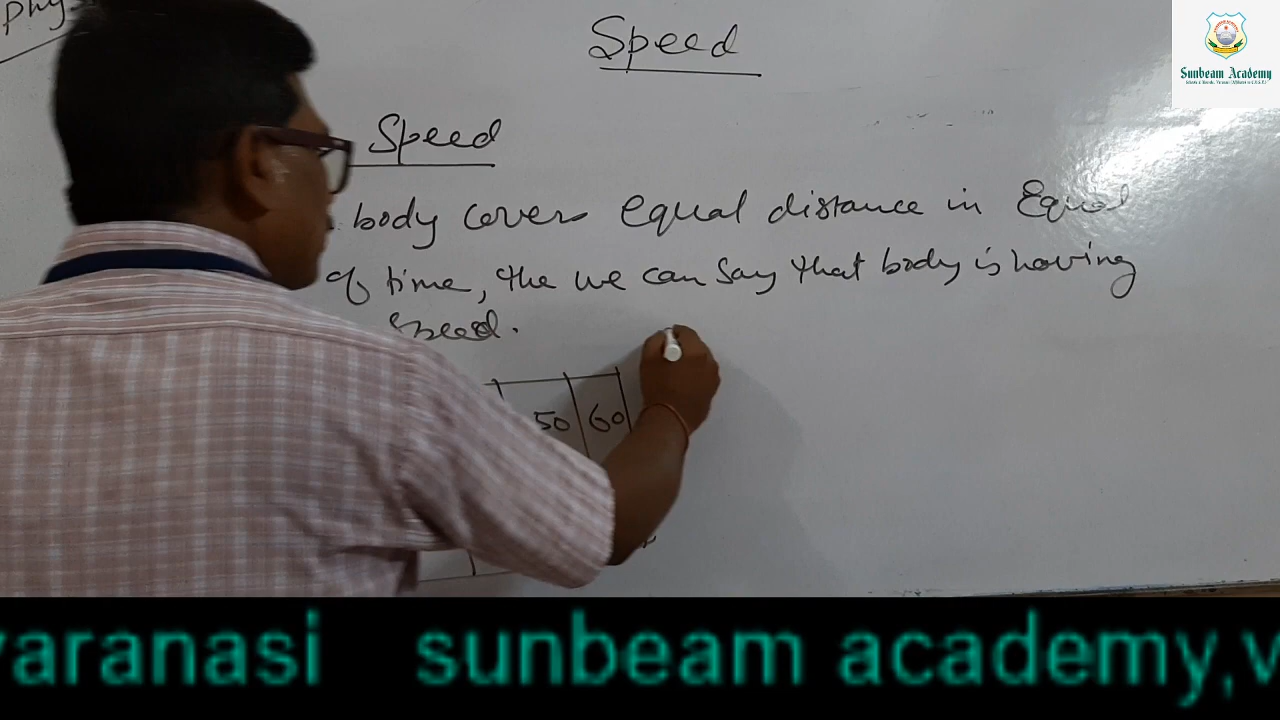 Phy
Speed
Sunbeam Academy
Speed
body covers equal distance in Equal
of time, the we can say that body is having
speed.
50 60
varanasi sunbeam academy,v